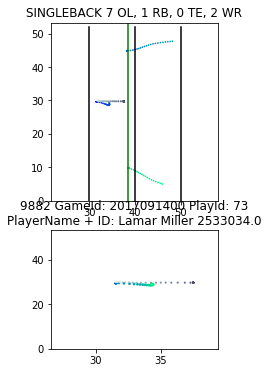 SINGLEBACK 7 OL, 1 RB, 0 TE, 2 WR
50
40
30
20
10
0
30 40 50
9882 GameId: 2017091400 PlayId: 73
PlayerName + ID: Lamar Miller 2533034.0
40
20
0
30 35